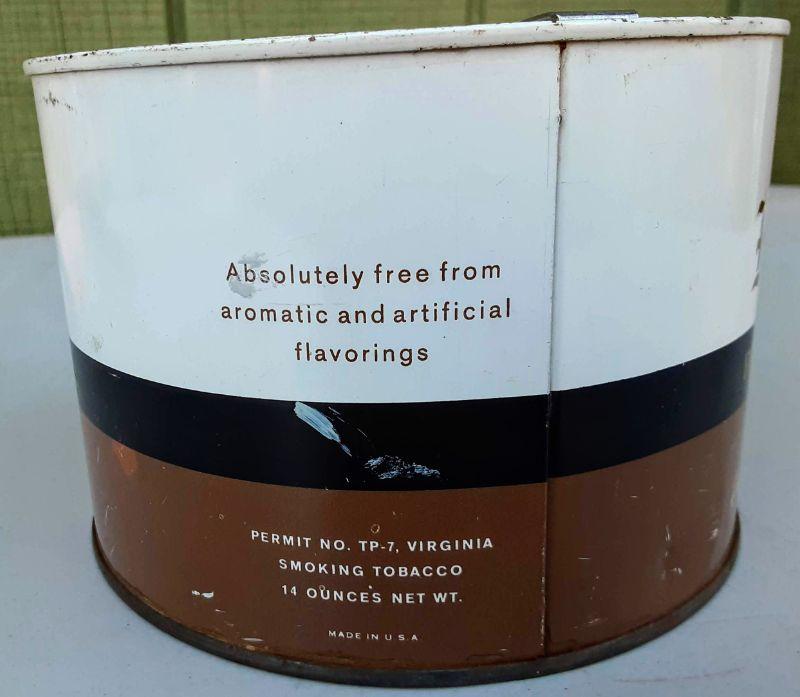 Absolutely free from
aromatic and artificial
flavorings
PERMIT NO. TP-7, VIRGINIA
SMOKING TOBACCO
14 OUNCES NET WT.
MADE IN U S A